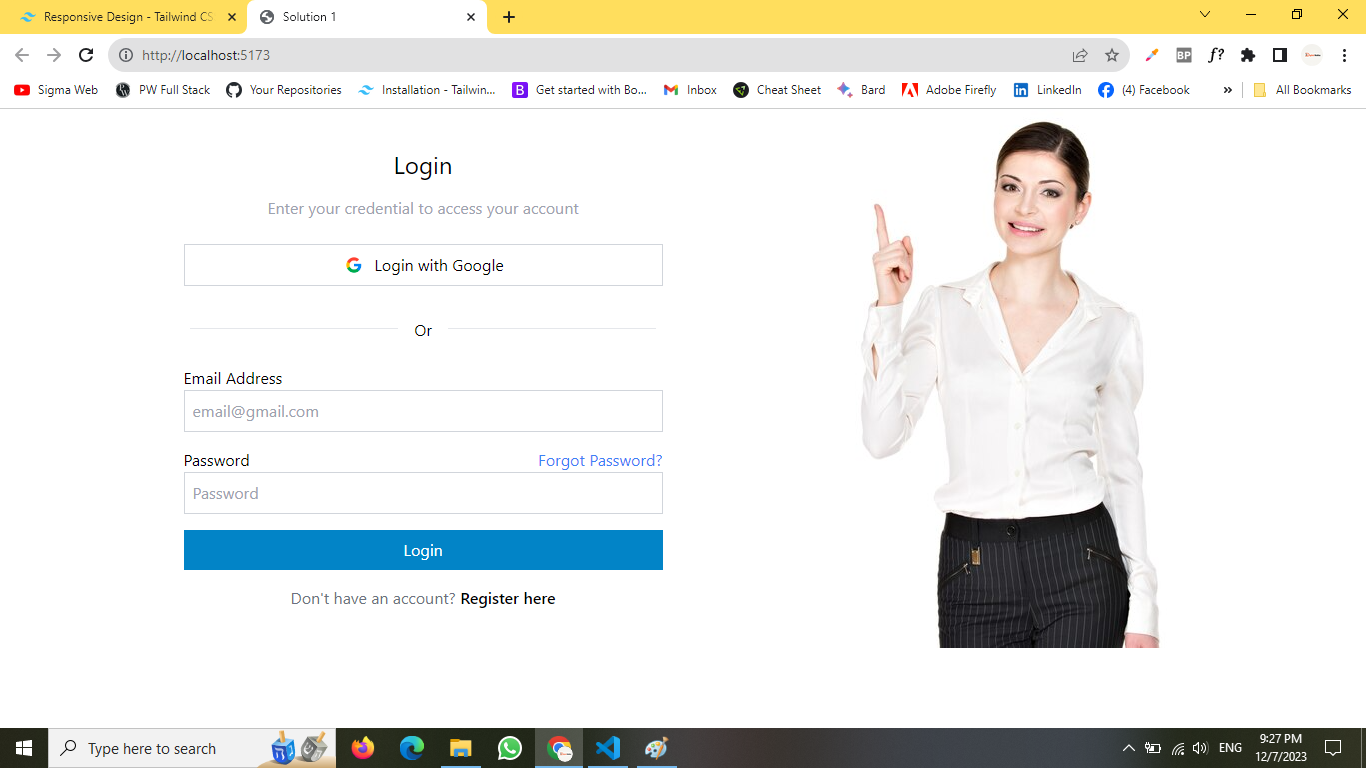 Responsive Design - Tailwind CS
Solution 1
http://localhost:5173
BP
f?
Sigma Web
PW Full Stack
Your Repositories
Installation - Tailwin...
B
Get started with Bo...
Inbox
Cheat Sheet
Bard
Adobe Firefly
LinkedIn
(4) Facebook
»
All Bookmarks
Login
Enter your credential to access your account
Login with Google
Or
Email Address
email@gmail.com
Password
Forgot Password?
Password
Login
Don't have an account? Register here
Type here to search
ENG
9:27 PM
12/7/2023